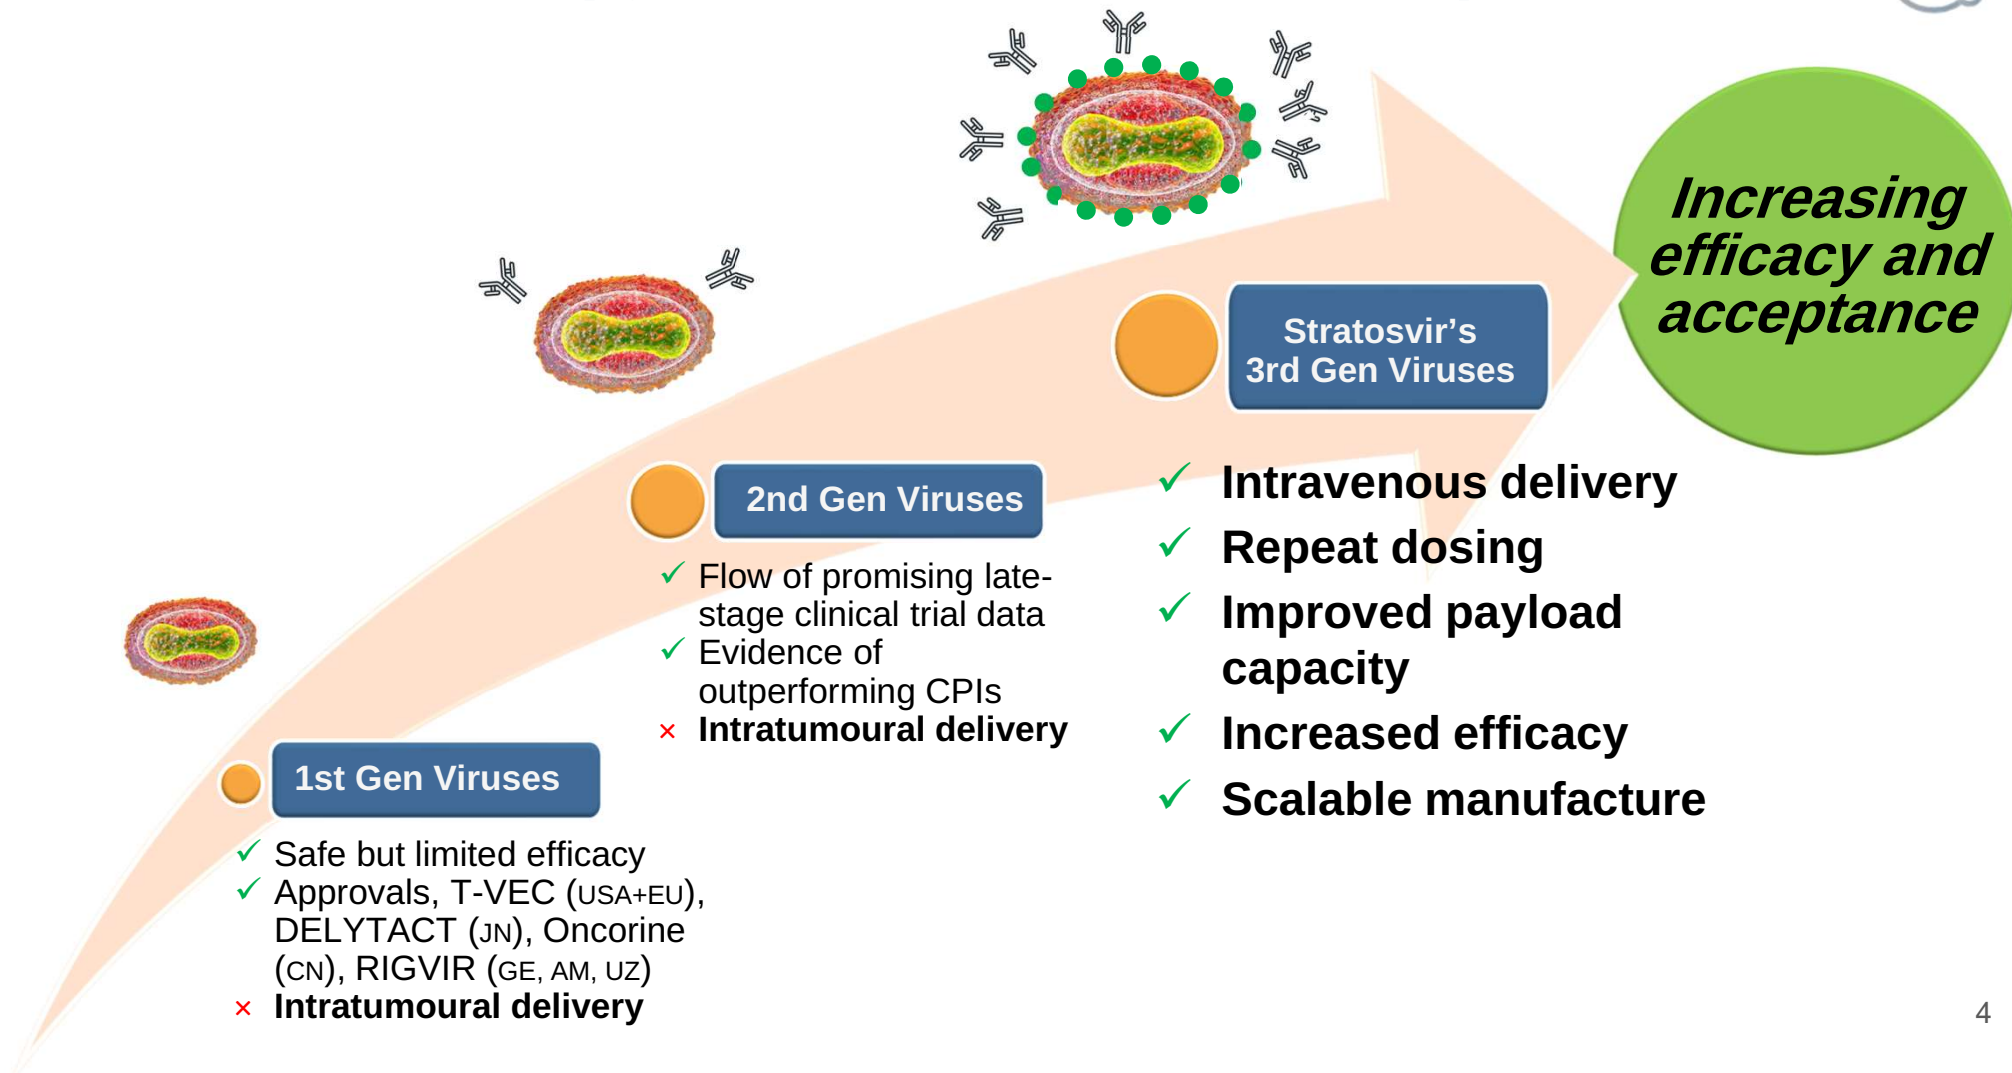 Increasing
efficacy and
acceptance
Stratosvir’s
3rd Gen Viruses
✓ Intravenous delivery
✓ Repeat dosing
✓ Improved payload
capacity
✓ Increased efficacy
✓ Scalable manufacture
2nd Gen Viruses
✓ Flow of promising late-
stage clinical trial data
✓ Evidence of
outperforming CPIs
× Intratumoural delivery
1st Gen Viruses
✓ Safe but limited efficacy
✓ Approvals, T-VEC (USA+EU),
DELYTACT (JN), Oncorine
(CN), RIGVIR (GE, AM, UZ)
× Intratumoural delivery
4